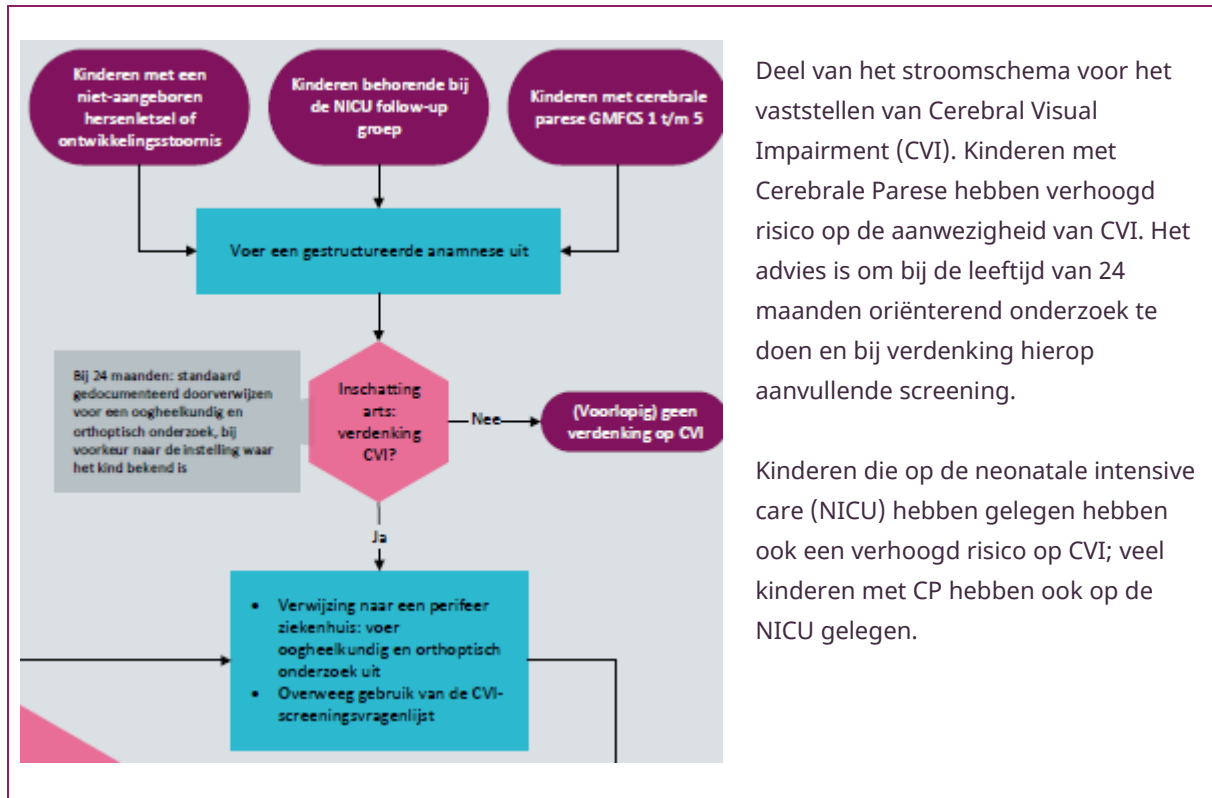 Kinderen met een
niet-aangeboren
hersenletsel of
ontwikkelingsstoornis
Kinderen behorende bij
de NICU follow-up
groep
Kinderen met cerebrale
parese GMFCS 1 t/m 5
Voer een gestructureerde anamnese uit
Bij 24 maanden: standaard
gedocumenteerd doorverwijzen
voor een oogheelkundig en
orthoptisch onderzoek, bij
voorkeur naar de instelling waar
het kind bekend is
Inschatting
arts:
verdenking
CVI?
Nee
(Voorlopig) geen
verdenking op CVI
Ja
• Verwijzing naar een perifeer
ziekenhuis: voer
oogheelkundig en orthoptisch
onderzoek uit
• Overweeg gebruik van de CVI-
screeningsvragenlijst
Deel van het stroomschema voor het
vaststellen van Cerebral Visual
Impairment (CVI). Kinderen met
Cerebrale Parese hebben verhoogd
risico op de aanwezigheid van CVI. Het
advies is om bij de leeftijd van 24
maanden oriënterend onderzoek te
doen en bij verdenking hierop
aanvullende screening.
Kinderen die op de neonatale intensive
care (NICU) hebben gelegen hebben
ook een verhoogd risico op CVI; veel
kinderen met CP hebben ook op de
NICU gelegen.